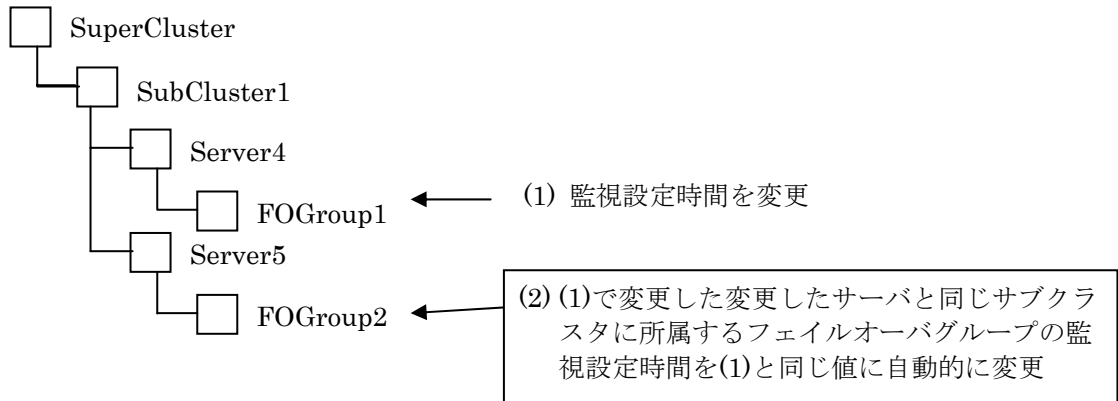 SuperCluster
SubCluster1
Server4
FOGroup1
(1) 監視設定時間を変更
Server5
FOGroup2
(2) (1)で変更した変更したサーバと同じサブクラ
スタに所属するフェイルオーバグループの監
視設定時間を(1)と同じ値に自動的に変更